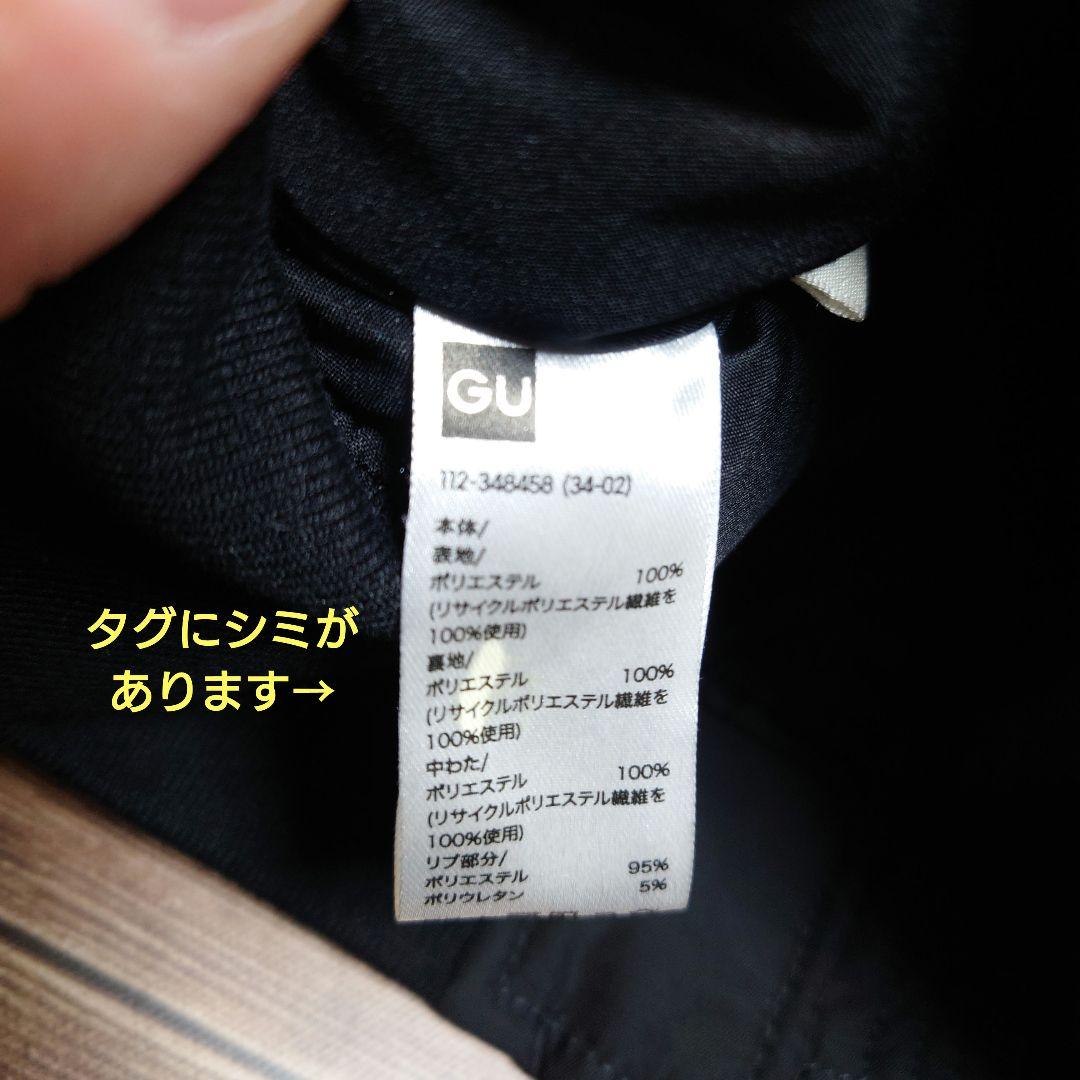 GU
112-348458 (34-02)
本体/
表地/
ポリエステル 100%
(リサイクルポリエステル繊維を
100%使用)
裏地/
ポリエステル 100%
(リサイクルポリエステル繊維を
100%使用)
中わた/
ポリエステル 100%
(リサイクルポリエステル繊維を
100%使用)
リブ部分/
ポリエステル 95%
ポリウレタン 5%
タグにシミが
あります→